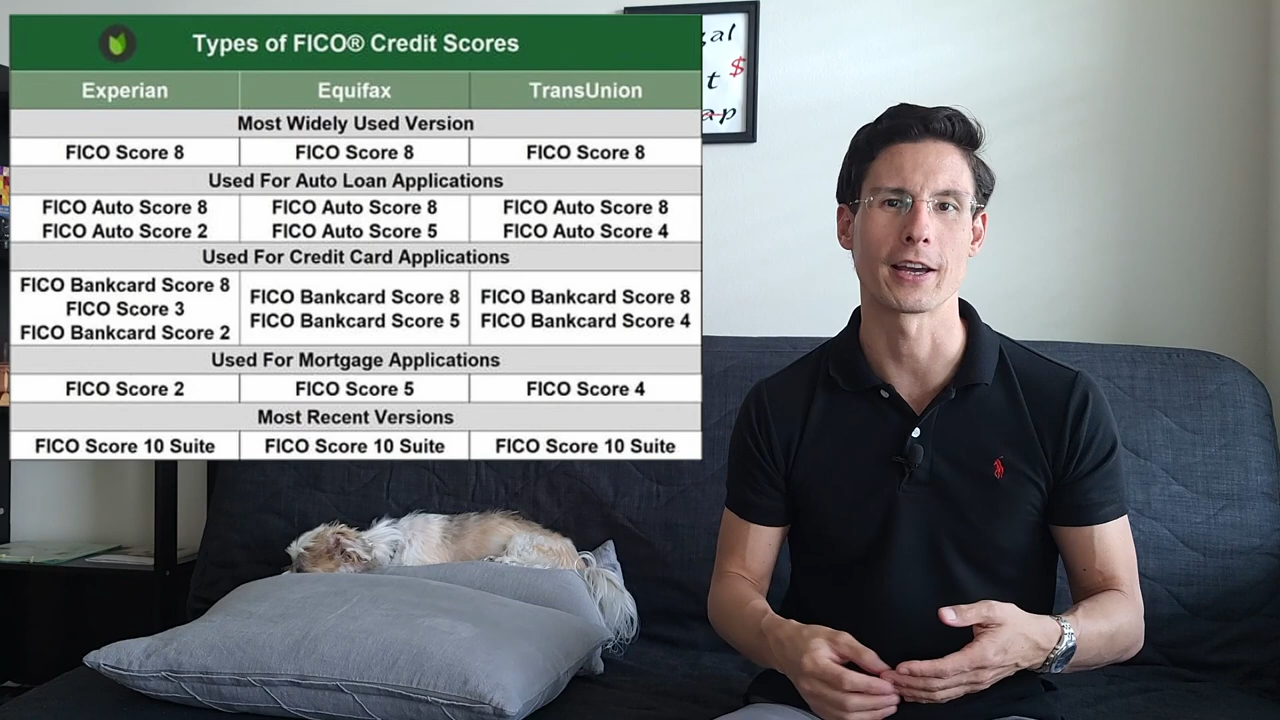 Types of FICO® Credit Scores
Experian Equifax TransUnion
Most Widely Used Version
FICO Score 8 FICO Score 8 FICO Score 8
Used For Auto Loan Applications
FICO Auto Score 8 FICO Auto Score 8 FICO Auto Score 8
FICO Auto Score 2 FICO Auto Score 5 FICO Auto Score 4
Used For Credit Card Applications
FICO Bankcard Score 8 FICO Bankcard Score 8 FICO Bankcard Score 8
FICO Score 3
FICO Bankcard Score 2 FICO Bankcard Score 5 FICO Bankcard Score 4
Used For Mortgage Applications
FICO Score 2 FICO Score 5 FICO Score 4
Most Recent Versions
FICO Score 10 Suite FICO Score 10 Suite FICO Score 10 Suite
$